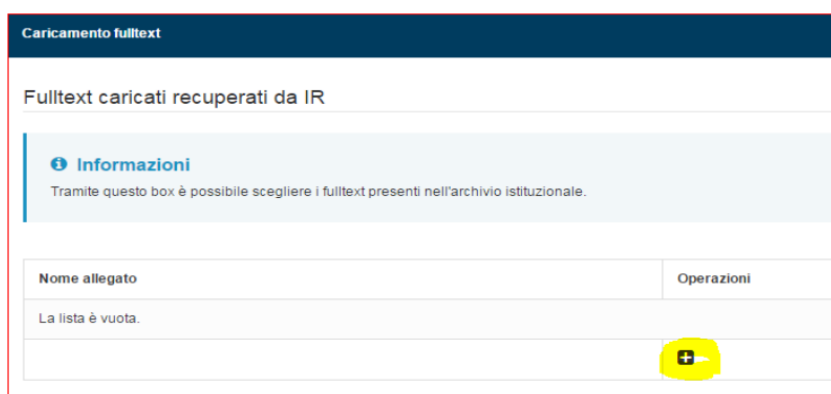 Caricamento fulltext
Fulltext caricati recuperati da IR
Informazioni
Tramite questo box è possibile scegliere i fulltext presenti nell'archivio istituzionale.
Nome allegato Operazioni
La lista è vuota.